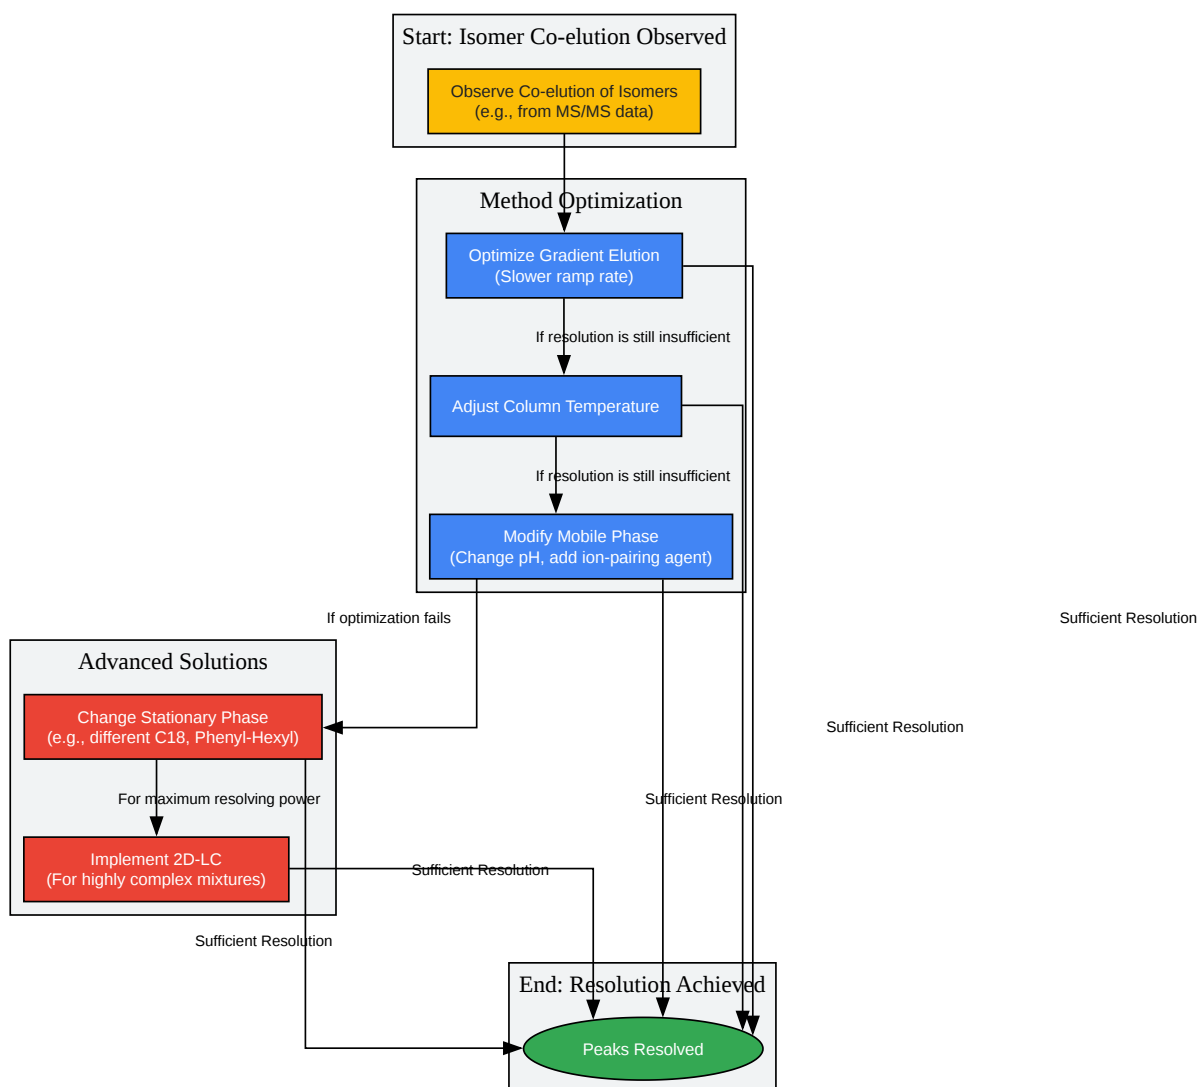 Start: Isomer Co-elution Observed
Observe Co-elution of Isomers
(e.g., from MS/MS data)
Method Optimization
Optimize Gradient Elution
(Slower ramp rate)
If resolution is still insufficient
Adjust Column Temperature
If resolution is still insufficient
Modify Mobile Phase
(Change pH, add ion-pairing agent)
If optimization fails
Sufficient Resolution
Advanced Solutions
Change Stationary Phase
(e.g., different C18, Phenyl-Hexyl)
Sufficient Resolution
For maximum resolving power
Sufficient Resolution
Implement 2D-LC
(For highly complex mixtures)
Sufficient Resolution
Sufficient Resolution
End: Resolution Achieved
Peaks Resolved